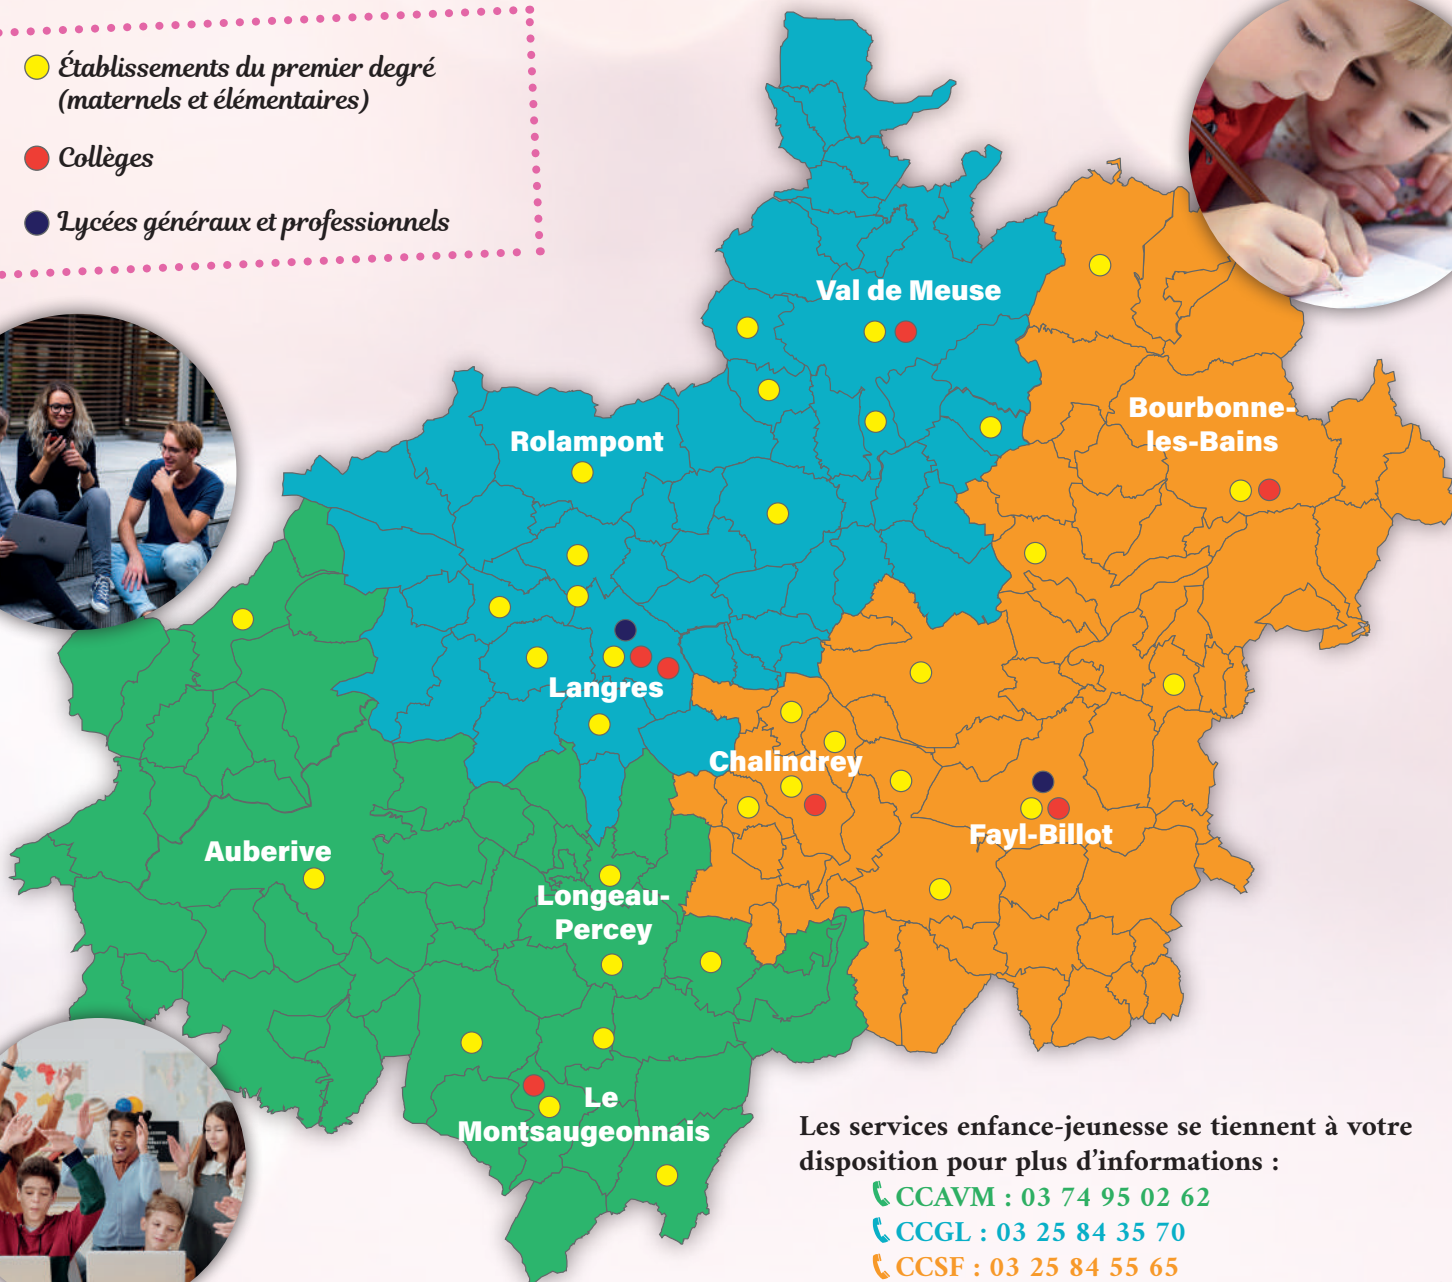 Établissements du premier degré
(maternels et élémentaires)
Collèges
Lycées généraux et professionnels
Val de Meuse
Bourbonne-
les-Bains
Rolampont
Langres
Chalindrey
Fayl-Billot
Auberive
Longeau-
Percey
Le
Montsaugeonnais
Les services enfance-jeunesse se tiennent à votre
disposition pour plus d'informations :
CCAVM : 03 74 95 02 62
CCGL : 03 25 84 35 70
CCSF : 03 25 84 55 65